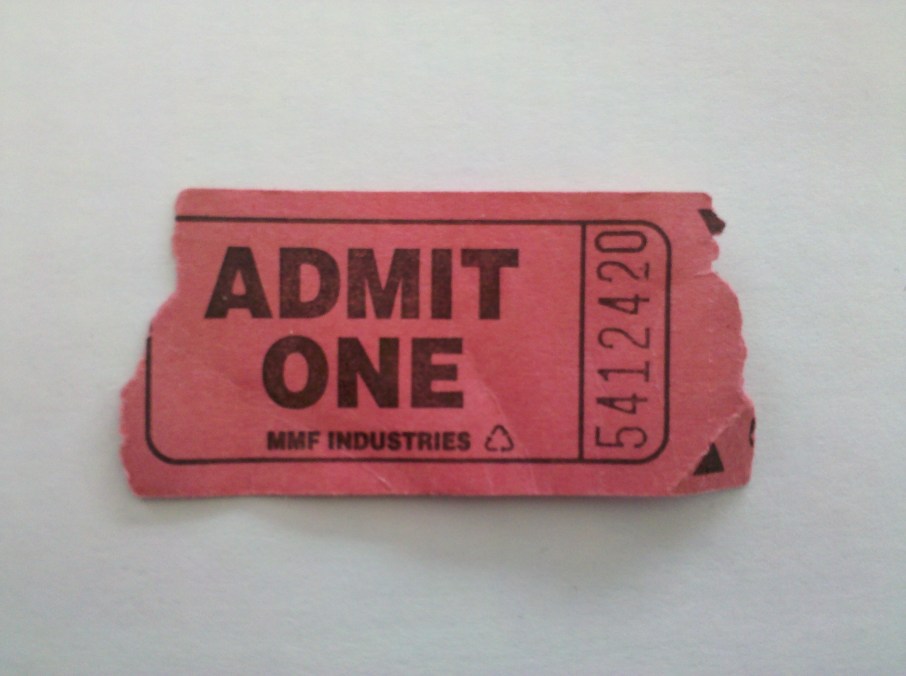 ADMIT
ONE
MMF INDUSTRIES
5412420